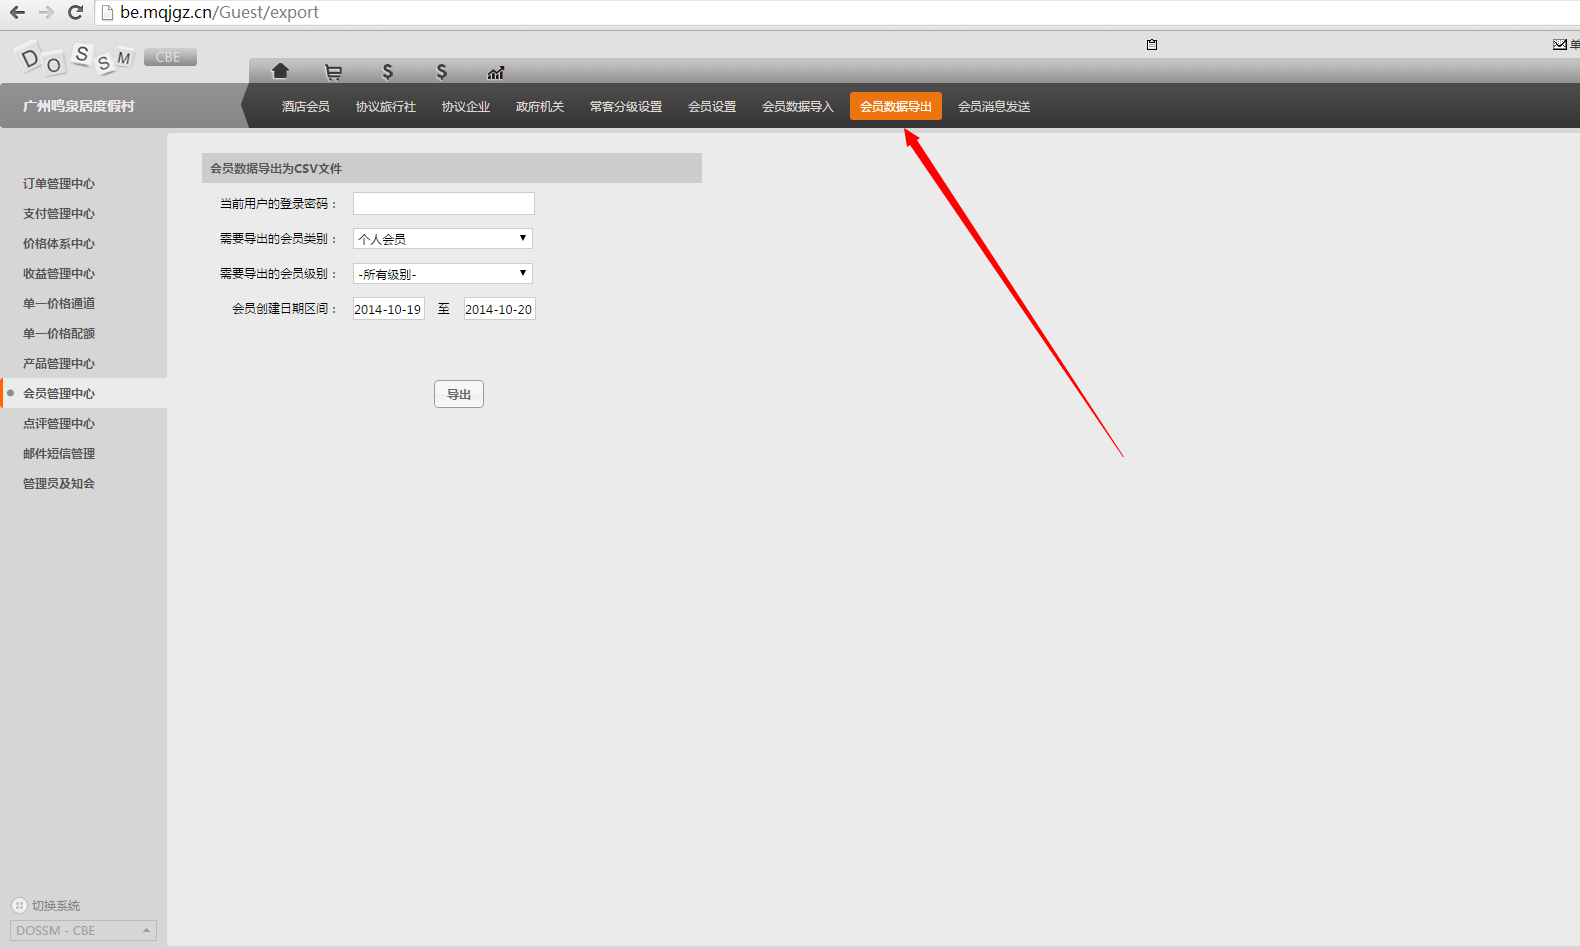 be.mqjgz.cn/Guest/export
DOSSM CBE
单
广州鸣泉居度假村
酒店会员 协议旅行社 协议企业 政府机关 常客分级设置 会员设置 会员数据导入 会员数据导出 会员消息发送
订单管理中心
支付管理中心
价格体系中心
收益管理中心
单一价格通道
单一价格配额
产品管理中心
会员管理中心
点评管理中心
邮件短信管理
管理员及知会
会员数据导出为CSV文件
当前用户的登录密码：
需要导出的会员类别： 个人会员
需要导出的会员级别： -所有级别-
会员创建日期区间： 2014-10-19 至 2014-10-20
导出
切换系统
DOSSM - CBE